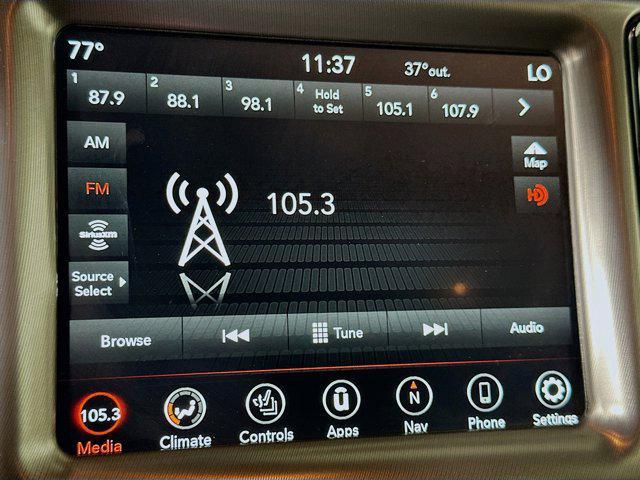 77° 11:37 37°out. LO
1 87.9 2 88.1 3 98.1 4 Hold to Set 5 105.1 6 107.9
AM
Map
FM
HD
105.3
SiriusXM
Source Select
Browse Tune Audio
105.3
Media Climate Controls Apps N Nav Phone Settings